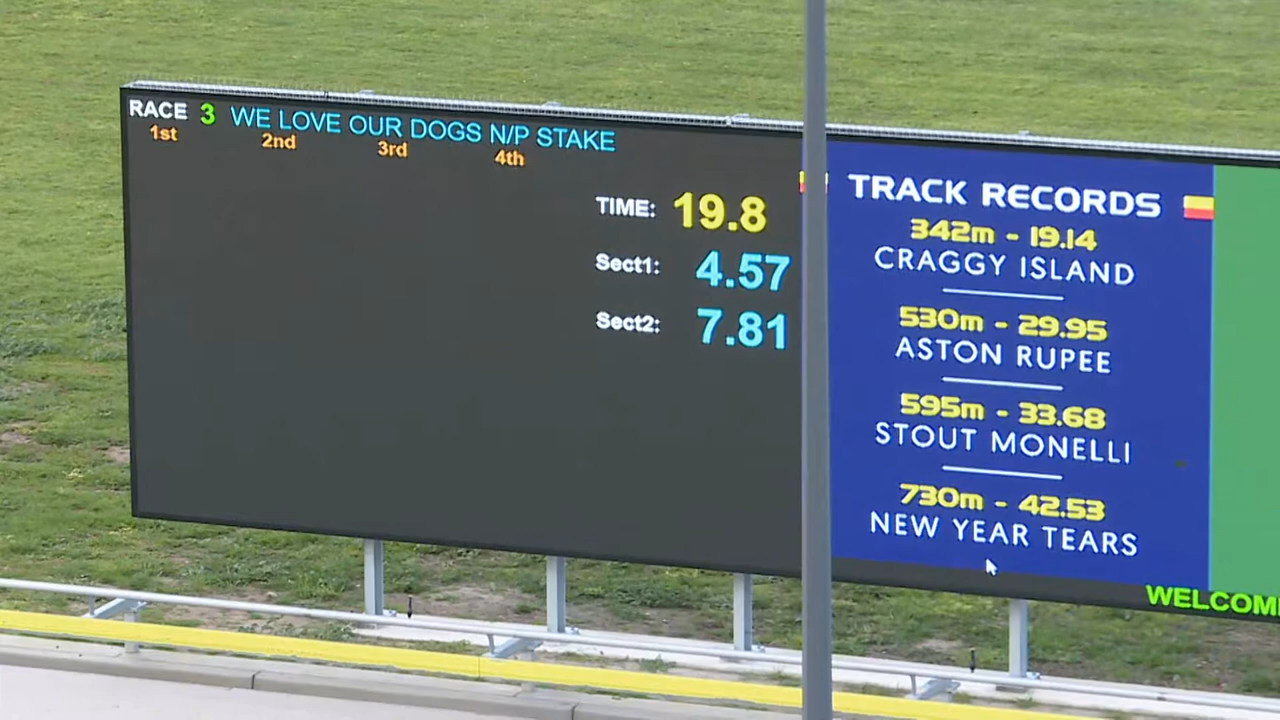 RACE 3 WE LOVE OUR DOGS N/P STAKE
1st 2nd 3rd 4th
TIME: 19.8
Sect1: 4.57
Sect2: 7.81
TRACK RECORDS
342m - 19.14
CRAGGY ISLAND
530m - 29.95
ASTON RUPEE
595m - 33.68
STOUT MONELLI
730m - 42.53
NEW YEAR TEARS
WELCOM